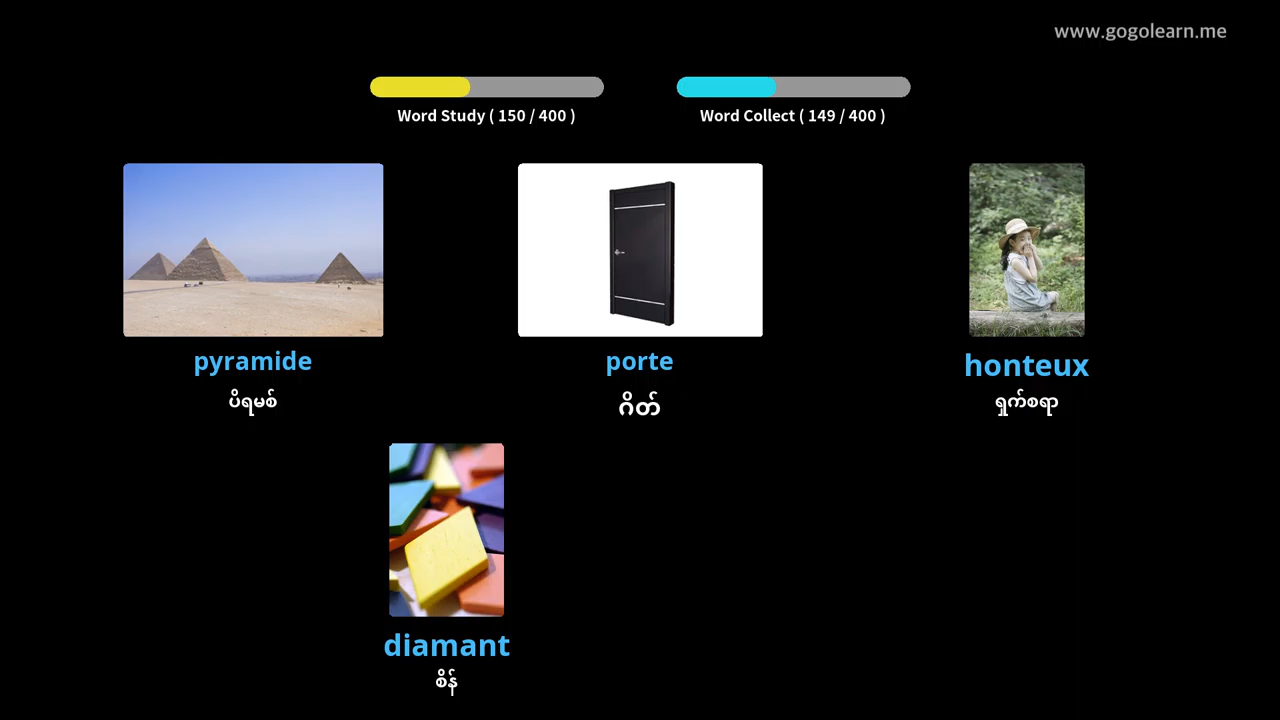 www.gogolearn.me
Word Study ( 150 / 400 )
Word Collect ( 149 / 400 )
pyramide
porte
honteux
ပိရမစ်
ဂိတ်
ရှက်စရာ
diamant
စိန်